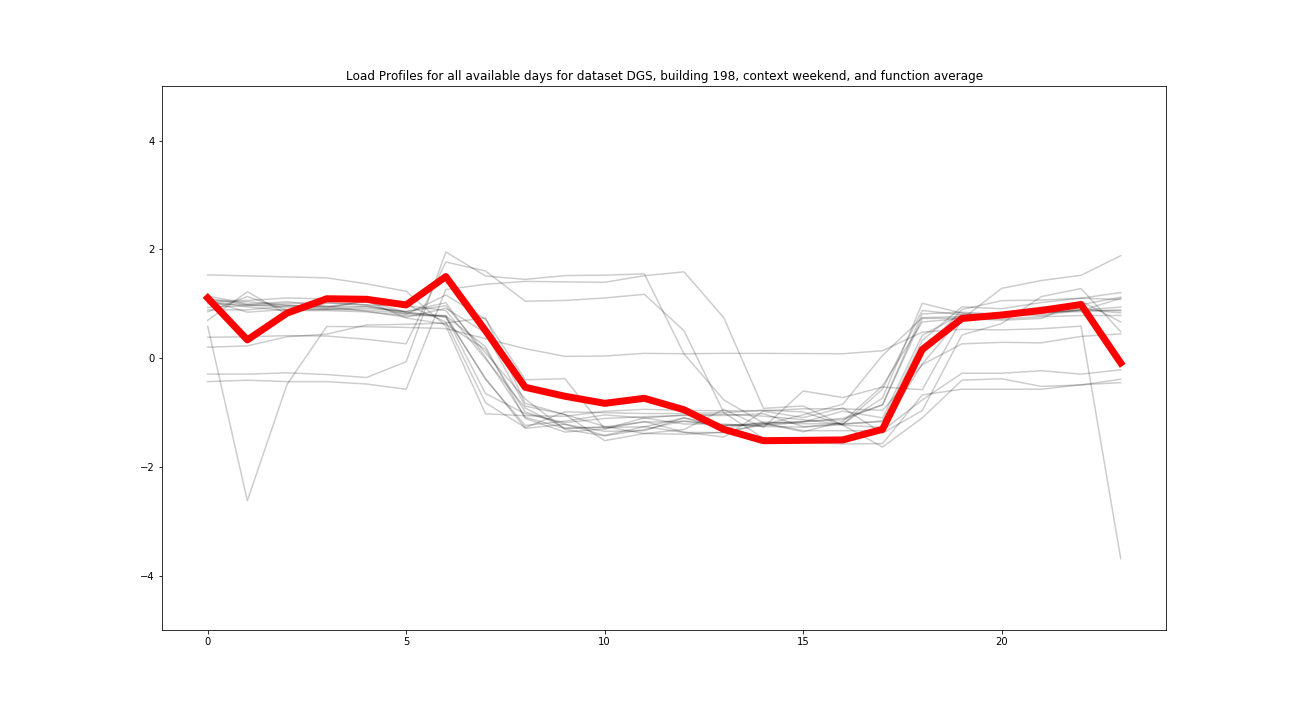 Load Profiles for all available days for dataset DGS, building 198, context weekend, and function average
4
2
0
−2
−4
0 5 10 15 20